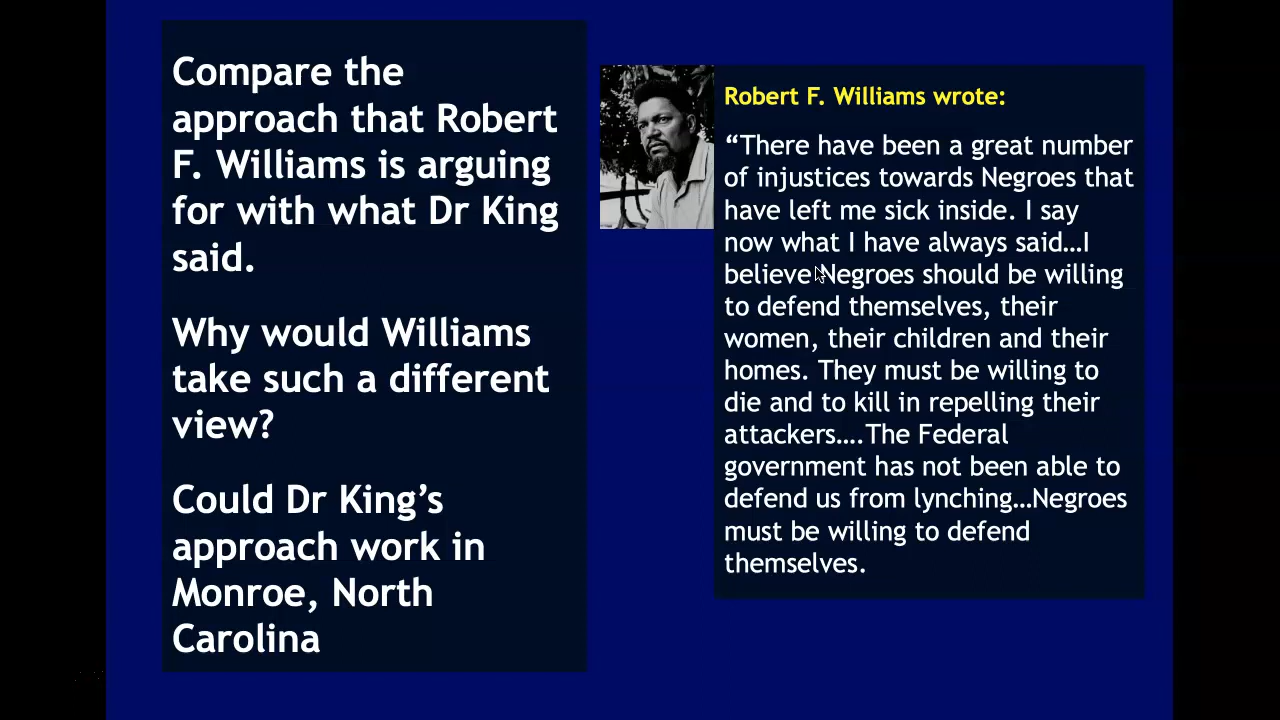 Compare the
approach that Robert
F. Williams is arguing
for with what Dr King
said.
Why would Williams
take such a different
view?
Could Dr King’s
approach work in
Monroe, North
Carolina
Robert F. Williams wrote:
“There have been a great number
of injustices towards Negroes that
have left me sick inside. I say
now what I have always said…I
believe Negroes should be willing
to defend themselves, their
women, their children and their
homes. They must be willing to
die and to kill in repelling their
attackers….The Federal
government has not been able to
defend us from lynching…Negroes
must be willing to defend
themselves.